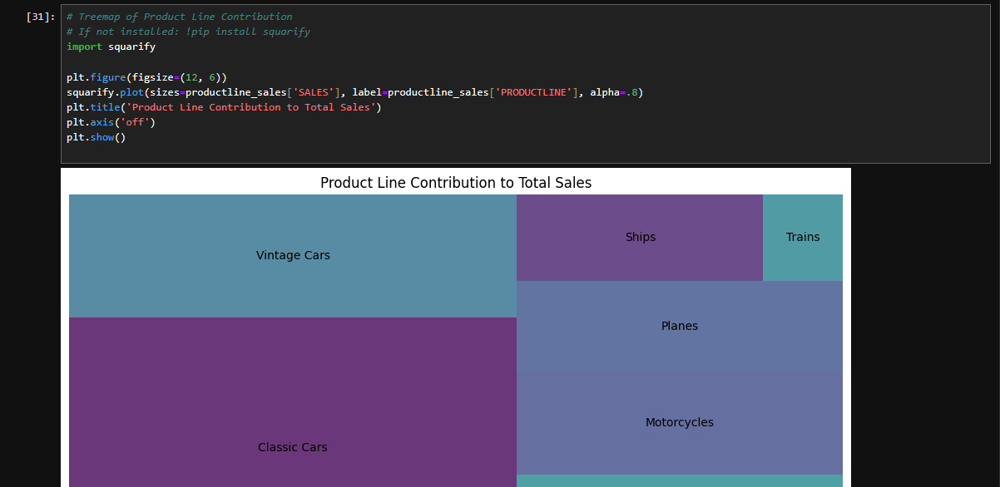 [31]:
# Treemap of Product Line Contribution
# If not installed: !pip install squarify
import squarify
plt.figure(figsize=(12, 6))
squarify.plot(sizes=productline_sales['SALES'], label=productline_sales['PRODUCTLINE'], alpha=.8)
plt.title('Product Line Contribution to Total Sales')
plt.axis('off')
plt.show()
Product Line Contribution to Total Sales
Vintage Cars
Ships
Trains
Planes
Motorcycles
Classic Cars